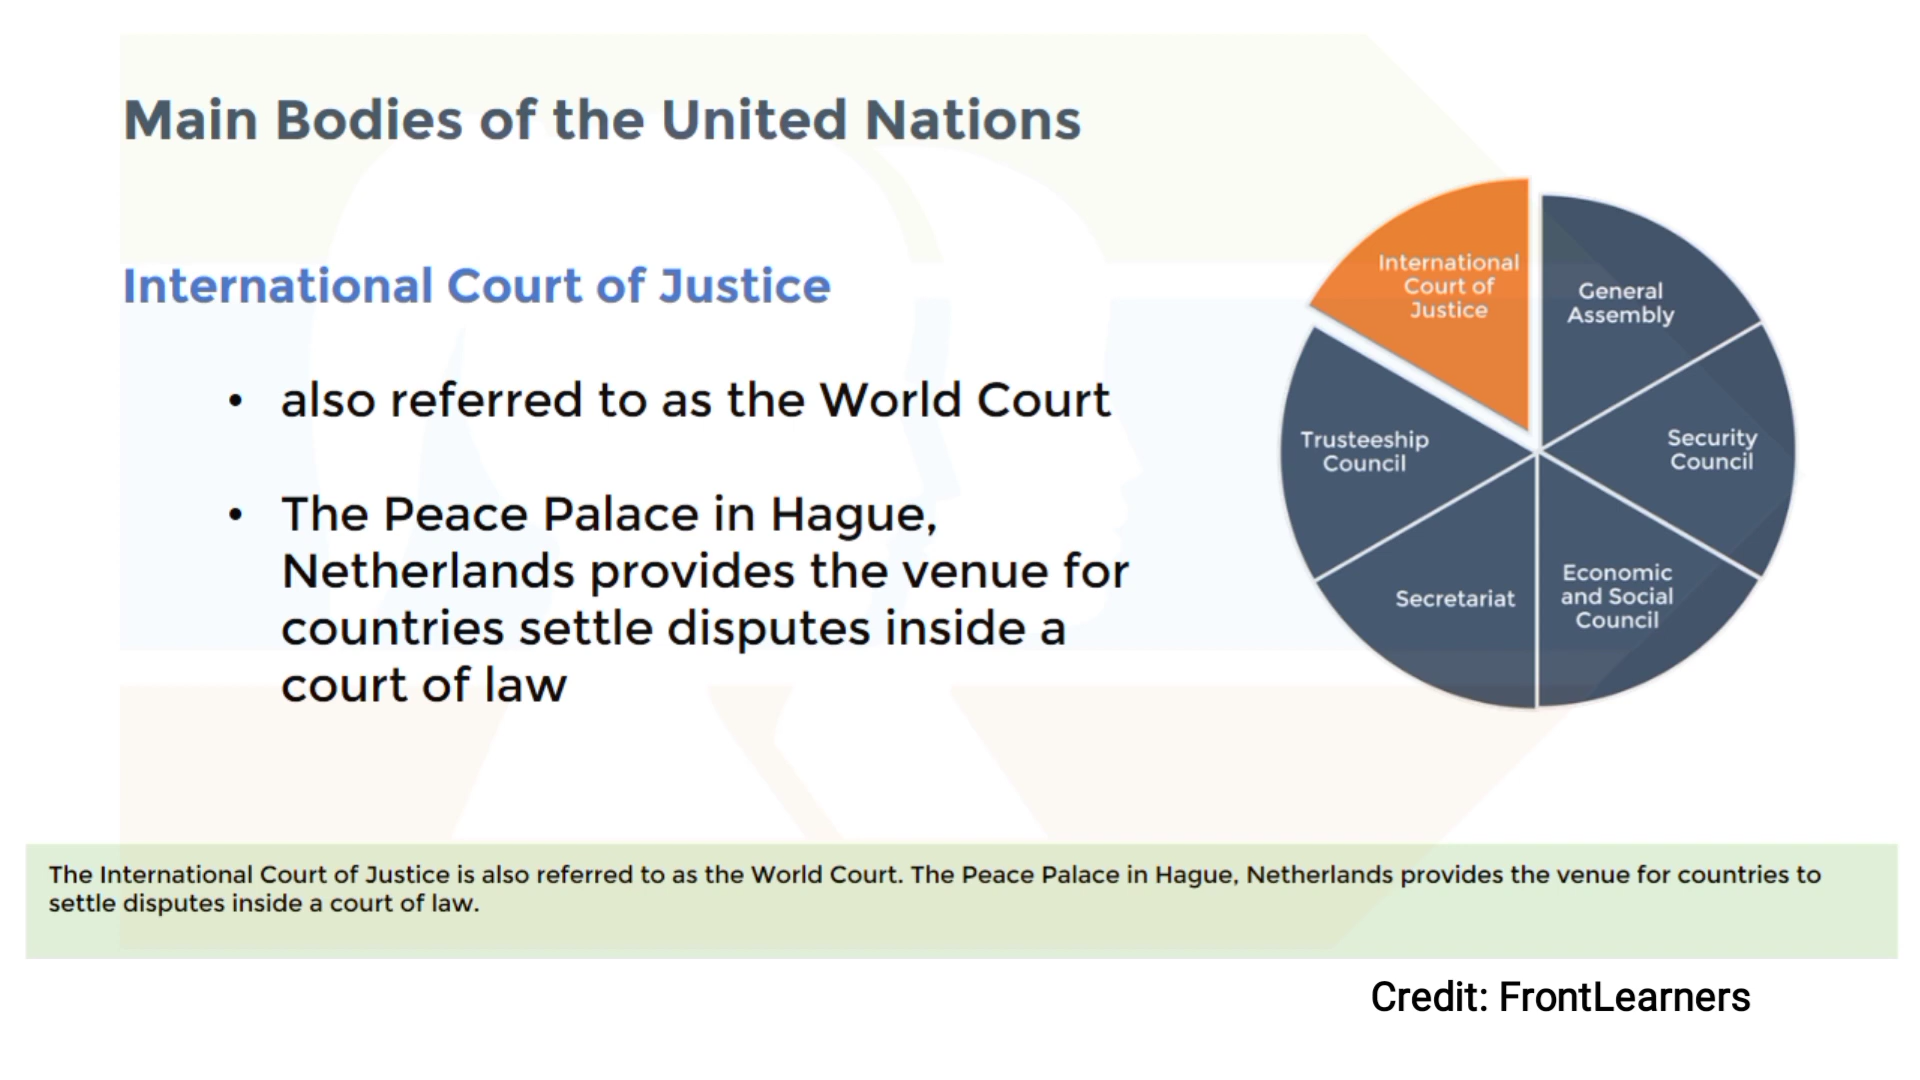 Main Bodies of the United Nations
International Court of Justice
• also referred to as the World Court
• The Peace Palace in Hague,
Netherlands provides the venue for
countries settle disputes inside a
court of law
International
Court of
Justice
General
Assembly
Trusteeship
Council
Security
Council
Secretariat
Economic
and Social
Council
The International Court of Justice is also referred to as the World Court. The Peace Palace in Hague, Netherlands provides the venue for countries to
settle disputes inside a court of law.
Credit: FrontLearners